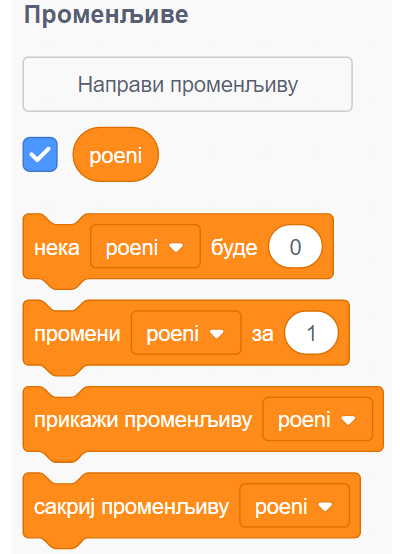 Променљиве
Направи променљиву
poeni
нека poeni буде 0
промени poeni за 1
прикажи променљиву poeni
сакриј променљиву poeni